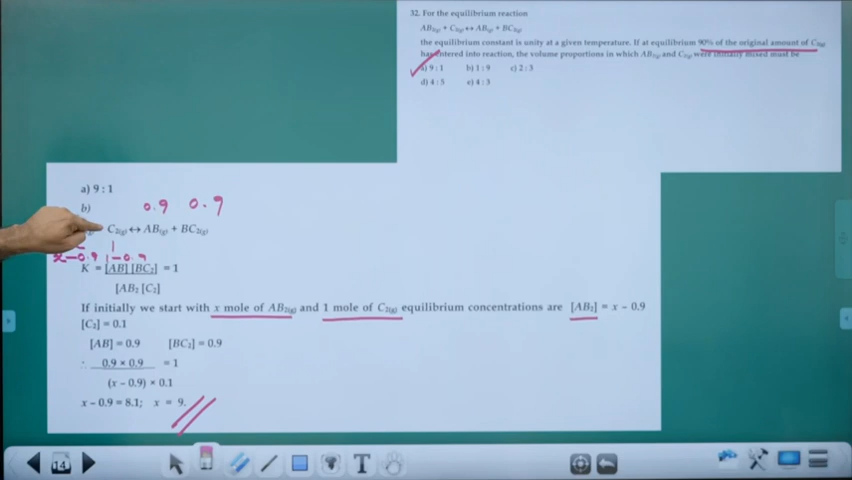 32. For the equilibrium reaction
AB₂₍g₎ + C₂₍g₎ ↔ AB₍g₎ + BC₂₍g₎
the equilibrium constant is unity at a given temperature. If at equilibrium 90% of the original amount of C₂₍g₎
has entered into reaction, the volume proportions in which AB₂₍g₎ and C₂₍g₎ were initially mixed must be
a) 9 : 1 b) 1 : 9 c) 2 : 3
d) 4 : 5 e) 4 : 3
a) 9 : 1
b)
0.9 0.9
C₂₍g₎ ↔ AB₍g₎ + BC₂₍g₎
1
x-0.9 1-0.9
K = [AB] [BC₂] = 1
[AB₂ [C₂]
If initially we start with x mole of AB₂₍g₎ and 1 mole of C₂₍g₎ equilibrium concentrations are [AB₂] = x – 0.9
[C₂] = 0.1
[AB] = 0.9 [BC₂] = 0.9
∴ 0.9 × 0.9 = 1
(x – 0.9) × 0.1
x – 0.9 = 8.1; x = 9.
14
T